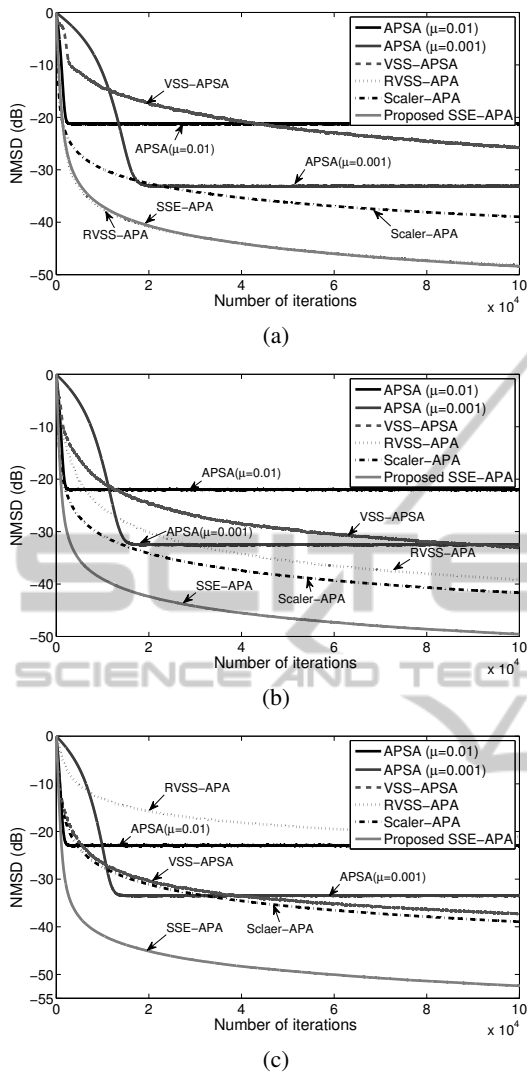 0
−10
−20
−30
−40
−50
NMSD (dB)
APSA (μ=0.01)
APSA (μ=0.001)
VSS−APSA
RVSS−APA
Scaler−APA
Proposed SSE−APA
VSS−APSA
APSA(μ=0.01)
APSA(μ=0.001)
RVSS−APA
SSE−APA
Scaler−APA
0 2 4 6 8 10
Number of iterations
x 10⁴
(a)
0
−10
−20
−30
−40
−50
NMSD (dB)
APSA (μ=0.01)
APSA (μ=0.001)
VSS−APSA
RVSS−APA
Scaler−APA
Proposed SSE−APA
APSA(μ=0.01)
VSS−APSA
APSA(μ=0.001)
RVSS−APA
Scaler−APA
SSE−APA
0 2 4 6 8 10
Number of iterations
x 10⁴
SCIENCE AND TECH
(b)
0
−10
−20
−30
−40
−50
−55
NMSD (dB)
APSA (μ=0.01)
APSA (μ=0.001)
VSS−APSA
RVSS−APA
Scaler−APA
Proposed SSE−APA
RVSS−APA
APSA(μ=0.01)
VSS−APSA
APSA(μ=0.001)
SSE−APA
Sclaer−APA
0 2 4 6 8 10
Number of iterations
x 10⁴
(c)